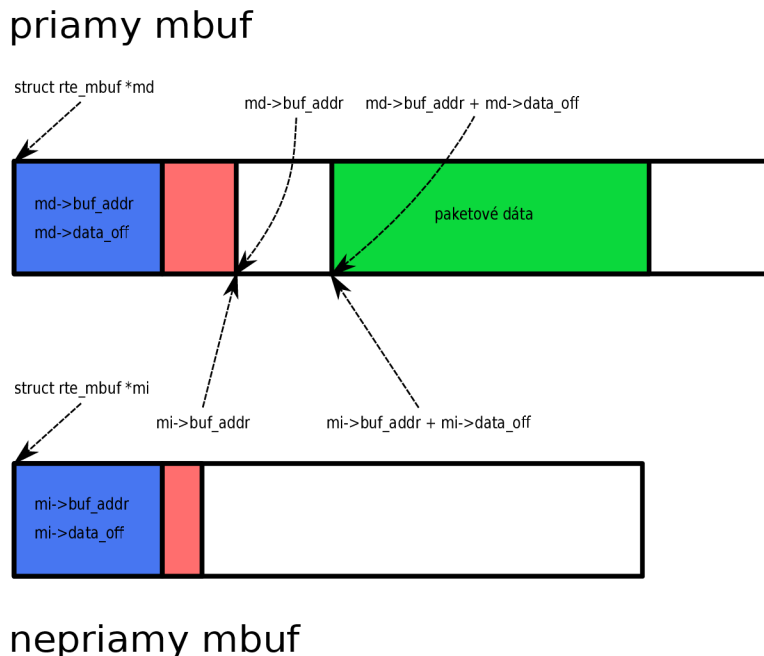 priamy mbuf
struct rte_mbuf *md
md->buf_addr
md->buf_addr + md->data_off
md->buf_addr
md->data_off
paketové dáta
struct rte_mbuf *mi
mi->buf_addr
mi->buf_addr + mi->data_off
mi->buf_addr
mi->data_off
nepriamy mbuf